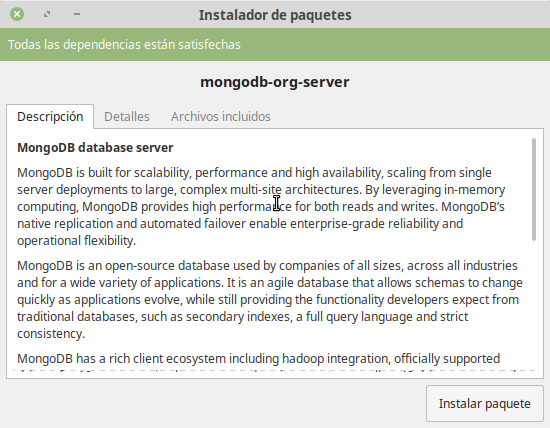 Instalador de paquetes
Todas las dependencias están satisfechas
mongodb-org-server
Descripción
Detalles
Archivos incluidos
MongoDB database server
MongoDB is built for scalability, performance and high availability, scaling from single
server deployments to large, complex multi-site architectures. By leveraging in-memory
computing, MongoDB provides high performance for both reads and writes. MongoDB’s
native replication and automated failover enable enterprise-grade reliability and
operational flexibility.
MongoDB is an open-source database used by companies of all sizes, across all industries
and for a wide variety of applications. It is an agile database that allows schemas to change
quickly as applications evolve, while still providing the functionality developers expect from
traditional databases, such as secondary indexes, a full query language and strict
consistency.
MongoDB has a rich client ecosystem including hadoop integration, officially supported
Instalar paquete